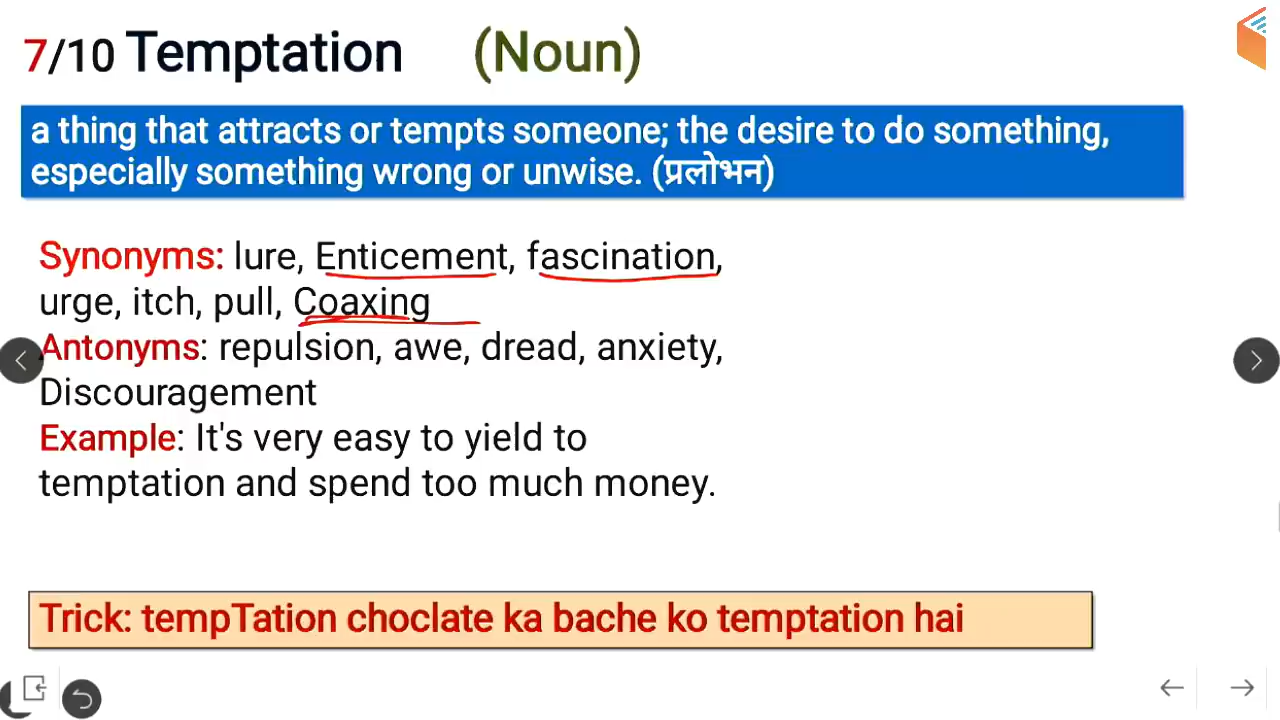 7/10 Temptation (Noun)
a thing that attracts or tempts someone; the desire to do something,
especially something wrong or unwise. (प्रलोभन)
Synonyms: lure, Enticement, fascination,
urge, itch, pull, Coaxing
Antonyms: repulsion, awe, dread, anxiety,
Discouragement
Example: It's very easy to yield to
temptation and spend too much money.
Trick: tempTation choclate ka bache ko temptation hai